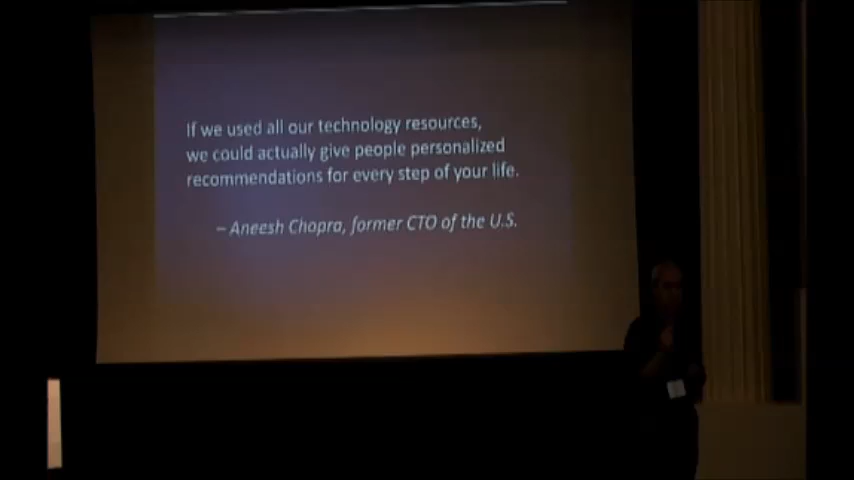 If we used all our technology resources,
we could actually give people personalized
recommendations for every step of your life.
– Aneesh Chopra, former CTO of the U.S.